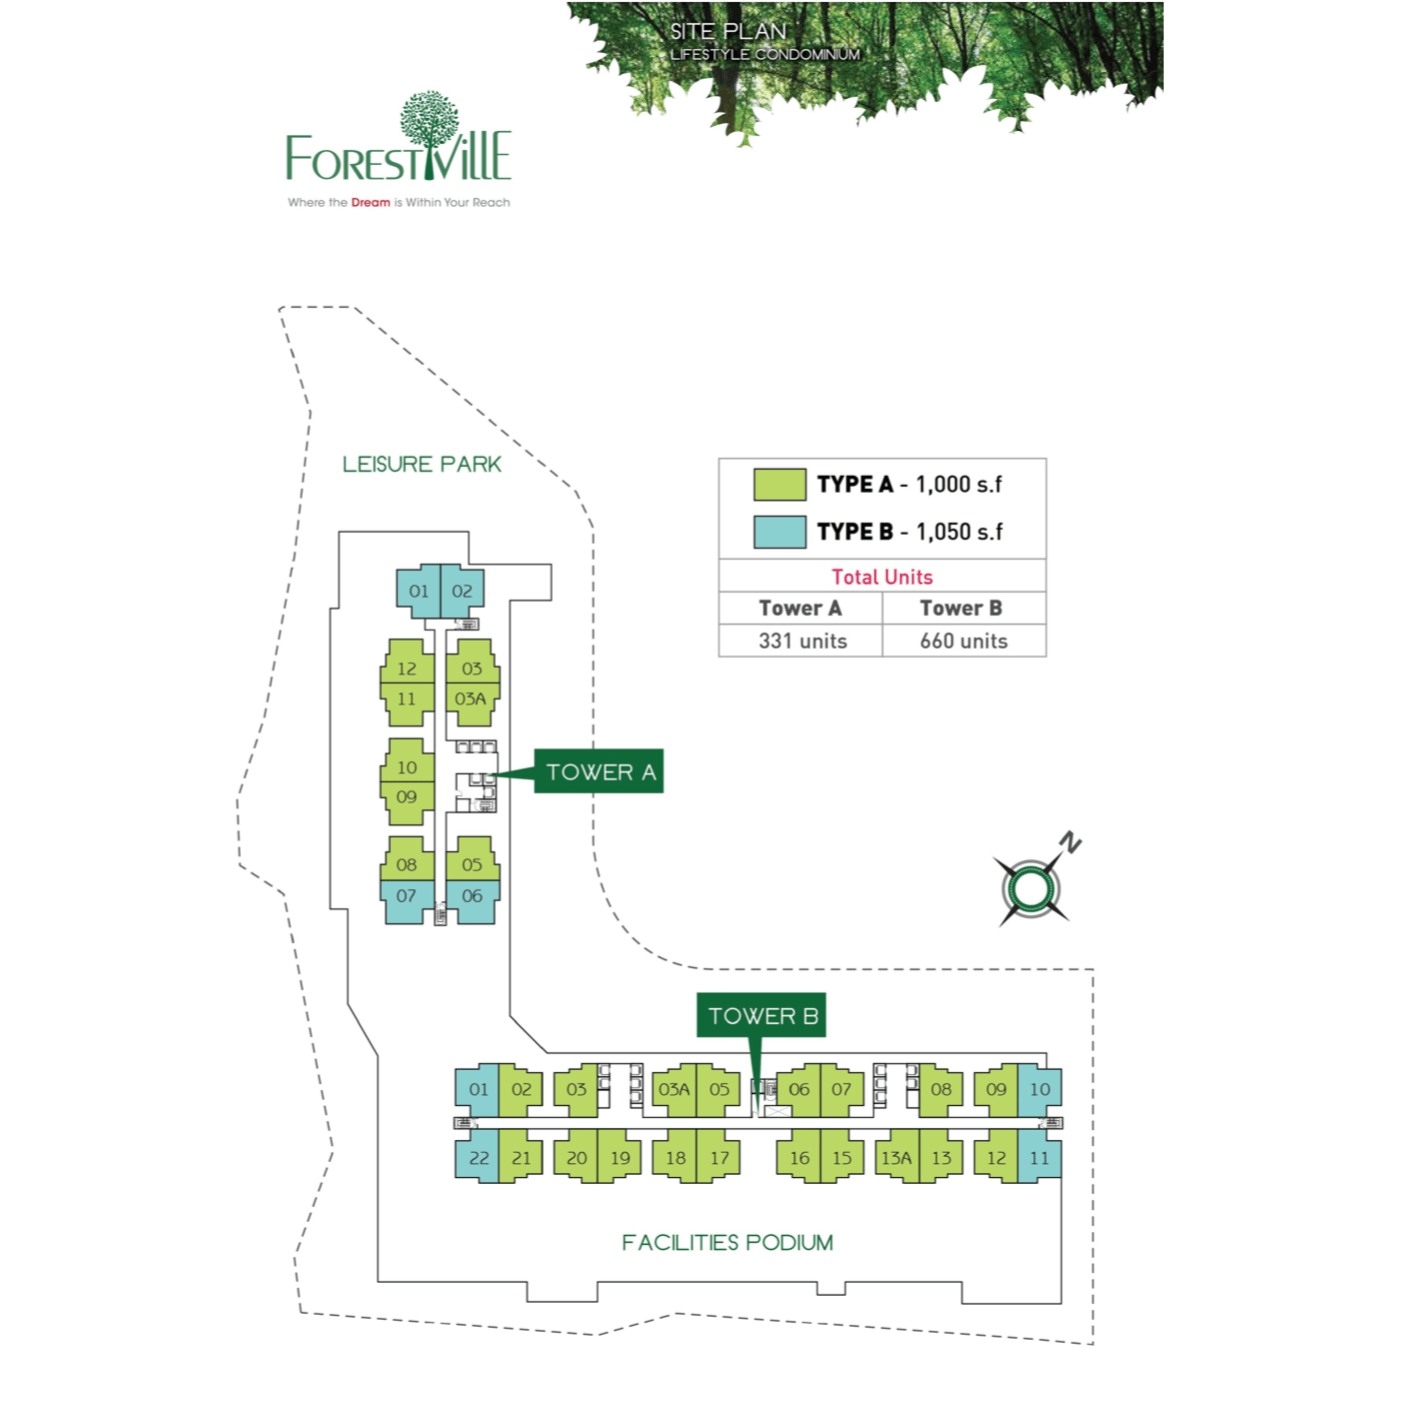 SITE PLAN
LIFESTYLE CONDOMINIUM
FORESTVILLE
Where the Dream is Within Your Reach
LEISURE PARK
TYPE A - 1,000 s.f
TYPE B - 1,050 s.f
Total Units
Tower A Tower B
331 units 660 units
01 02
12 03
11 03A
10
09
TOWER A
08 05
07 06
N
TOWER B
01 02 03 03A 05 06 07 08 09 10
22 21 20 19 18 17 16 15 13A 13 12 11
FACILITIES PODIUM